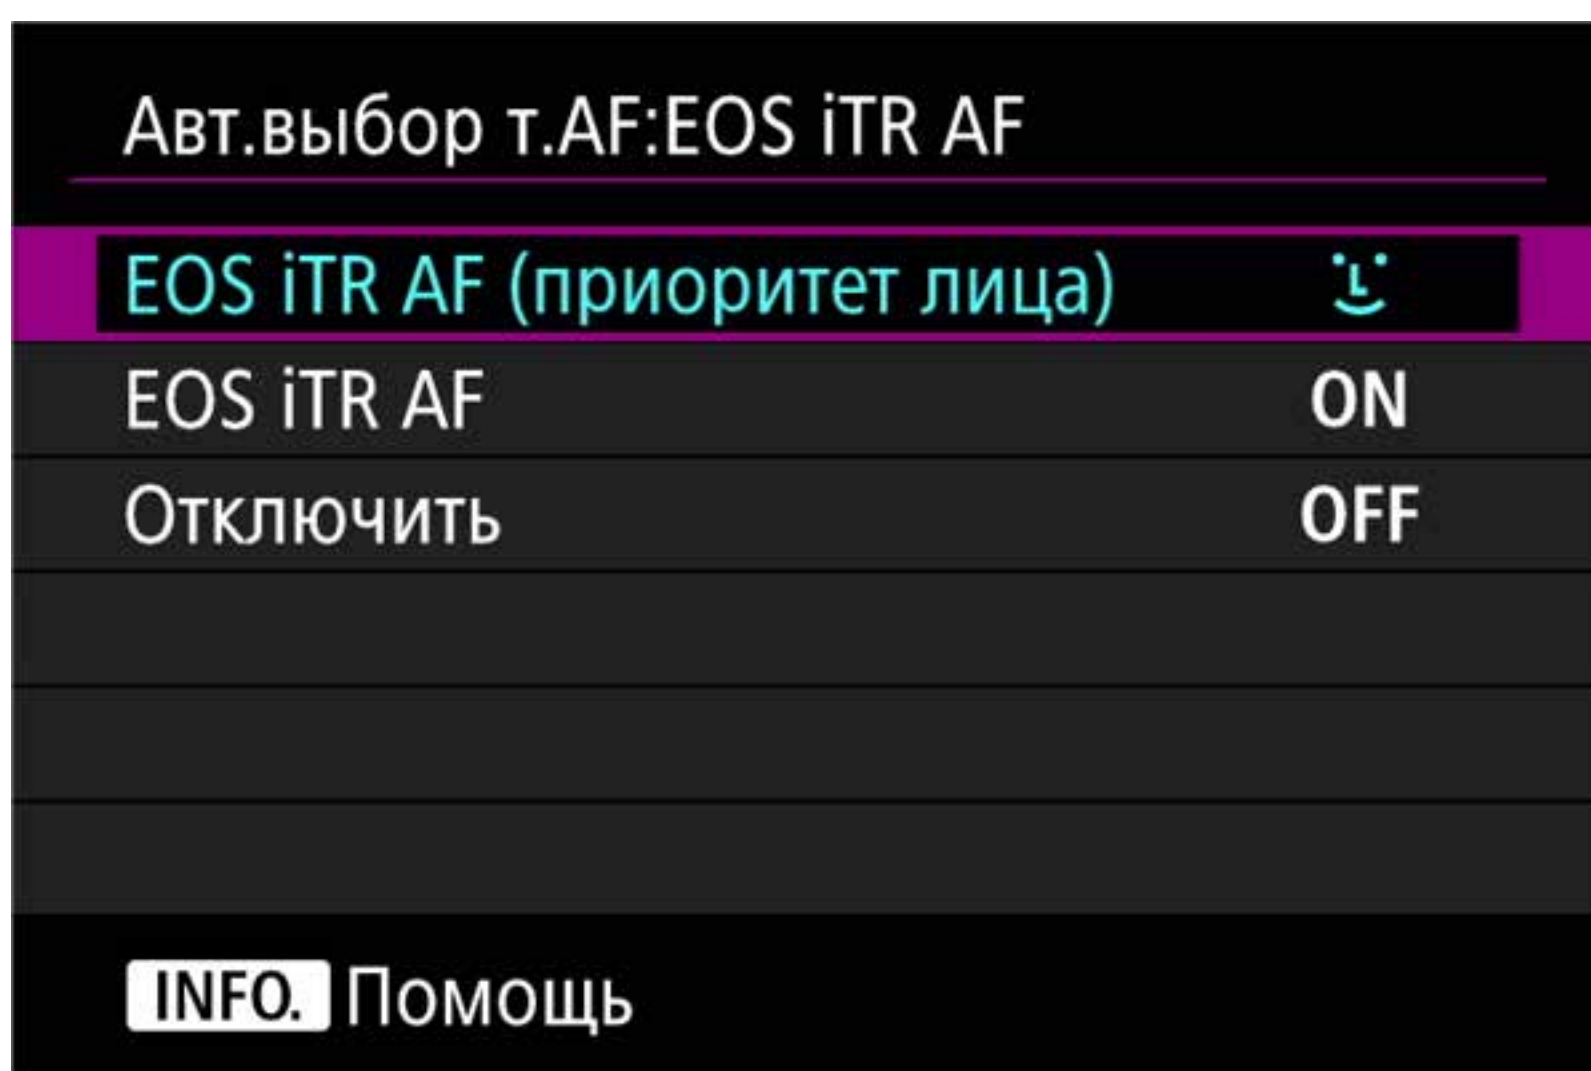 Авт.выбор т.AF:EOS iTR AF
EOS iTR AF (приоритет лица)
EOS iTR AF ON
Отключить OFF
INFO. Помощь